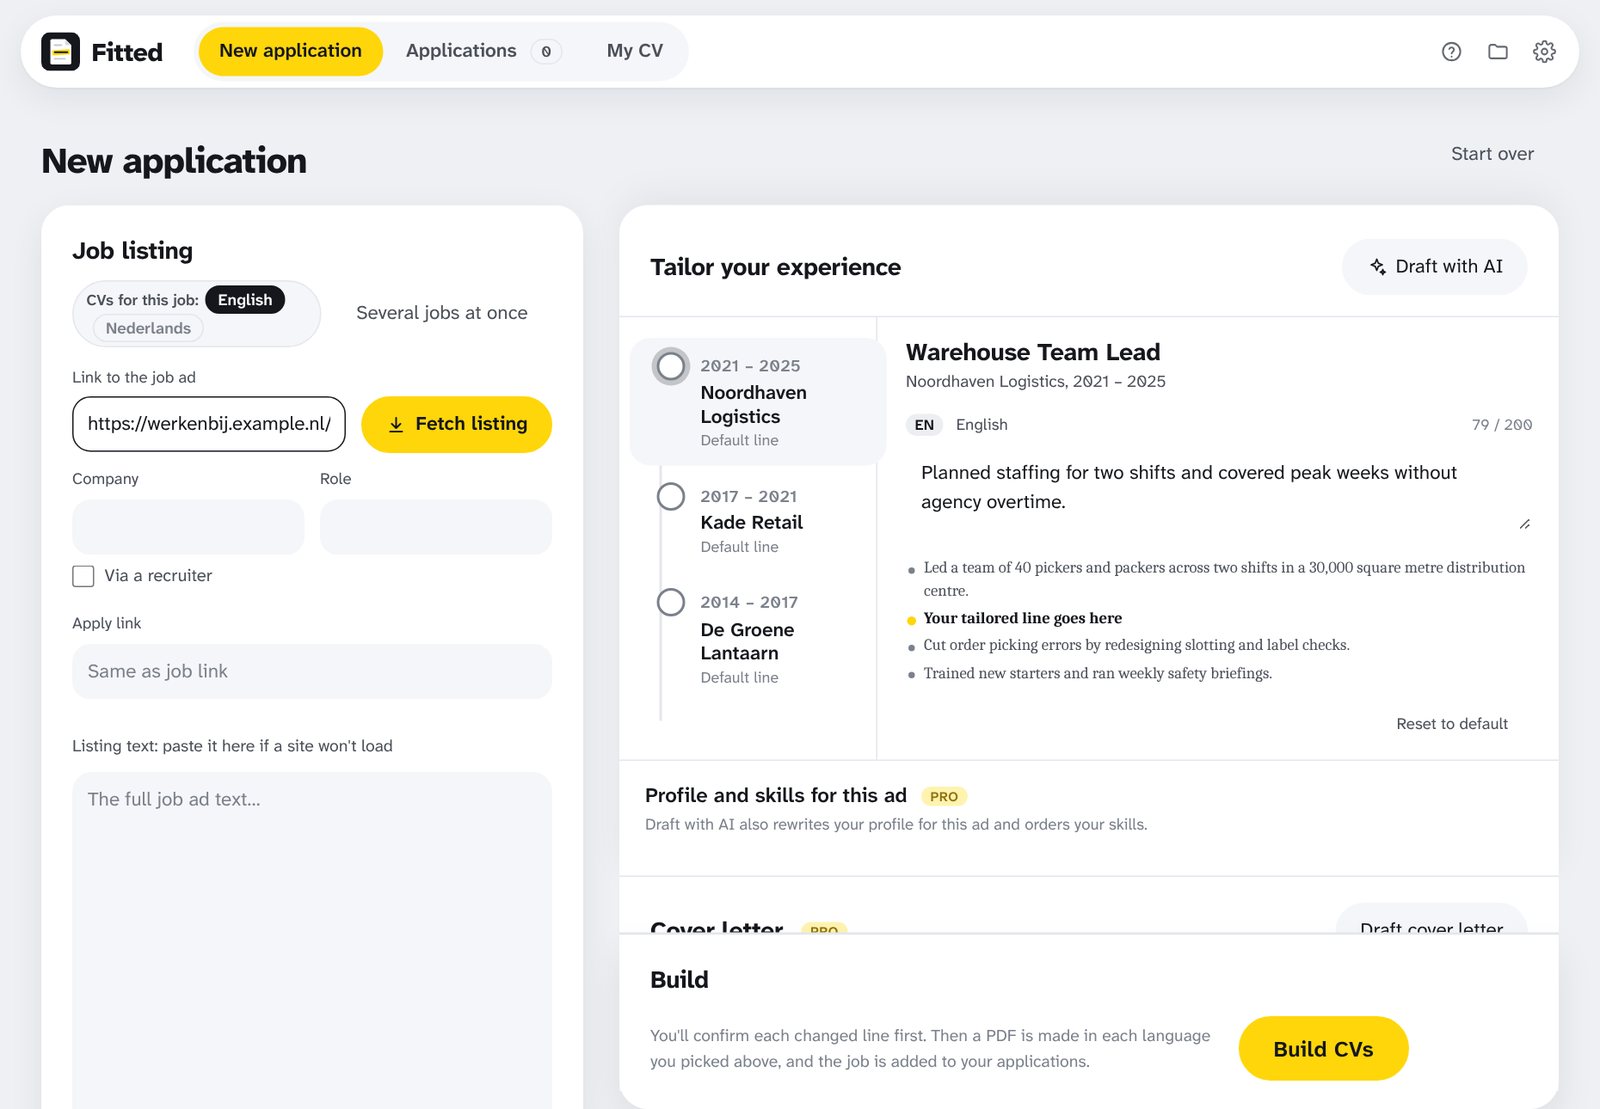 Fitted
New application
Applications 0
My CV
New application
Start over
Job listing
CVs for this job: English
Nederlands
Several jobs at once
Link to the job ad
https://werkenbij.example.nl/
Fetch listing
Company
Role
Via a recruiter
Apply link
Same as job link
Listing text: paste it here if a site won't load
The full job ad text...
Tailor your experience
Draft with AI
2021 – 2025
Noordhaven
Logistics
Default line
2017 – 2021
Kade Retail
Default line
2014 – 2017
De Groene
Lantaarn
Default line
Warehouse Team Lead
Noordhaven Logistics, 2021 – 2025
EN English
79 / 200
Planned staffing for two shifts and covered peak weeks without
agency overtime.
Led a team of 40 pickers and packers across two shifts in a 30,000 square metre distribution
centre.
Your tailored line goes here
Cut order picking errors by redesigning slotting and label checks.
Trained new starters and ran weekly safety briefings.
Reset to default
Profile and skills for this ad PRO
Draft with AI also rewrites your profile for this ad and orders your skills.
Cover letter PRO
Draft cover letter
Build
You'll confirm each changed line first. Then a PDF is made in each language
you picked above, and the job is added to your applications.
Build CVs